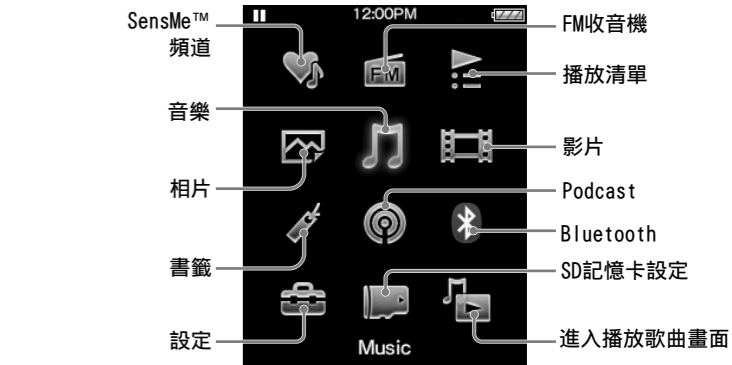 SensMe™
頻道
音樂
相片
書籤
設定
12:00PM
FM
Music
FM收音機
播放清單
影片
Podcast
Bluetooth
SD記憶卡設定
進入播放歌曲畫面